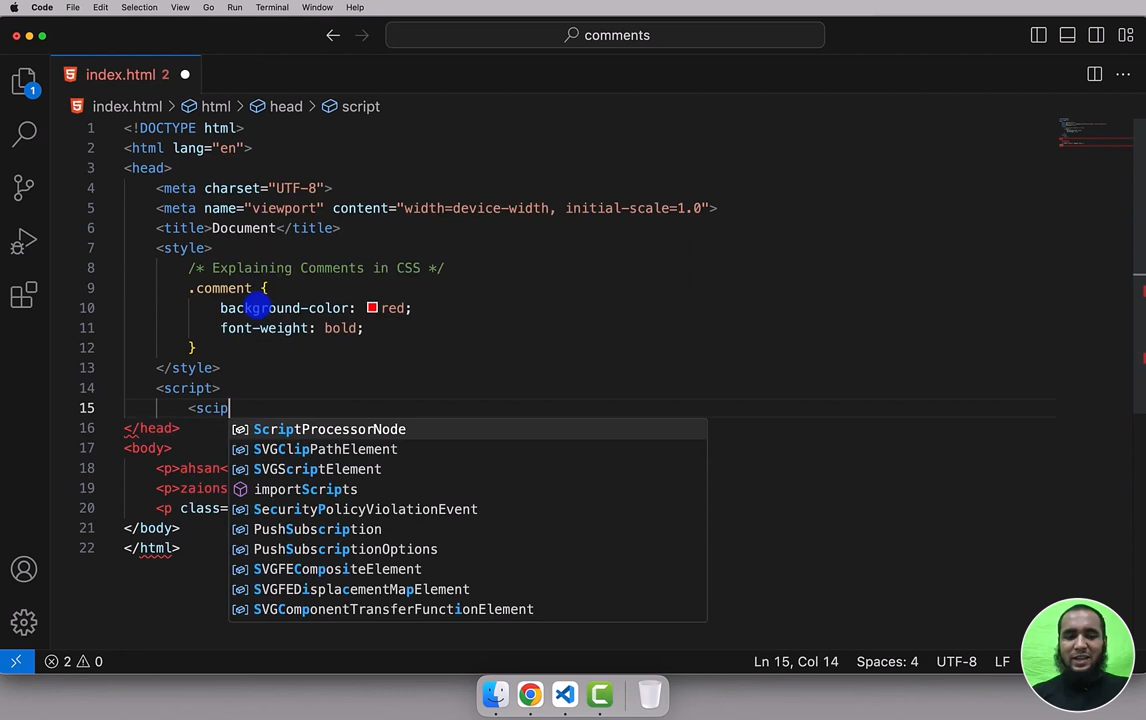 Code File Edit Selection View Go Run Terminal Window Help
comments
index.html 2
index.html > html > head > script
1 <!DOCTYPE html>
2 <html lang="en">
3 <head>
4 <meta charset="UTF-8">
5 <meta name="viewport" content="width=device-width, initial-scale=1.0">
6 <title>Document</title>
7 <style>
8 /* Explaining Comments in CSS */
9 .comment {
10 background-color: red;
11 font-weight: bold;
12 }
13 </style>
14 <script>
15 <scip
ScriptProcessorNode
16 </head>
SVGClipPathElement
17 <body>
SVGScriptElement
18 <p>ahsan<
importScripts
19 <p>zaions
SecurityPolicyViolationEvent
20 <p class=
PushSubscription
21 </body>
PushSubscriptionOptions
22 </html>
SVGFECompositeElement
SVGFEDisplacementMapElement
SVGComponentTransferFunctionElement
1
2 0 Ln 15, Col 14 Spaces: 4 UTF-8 LF